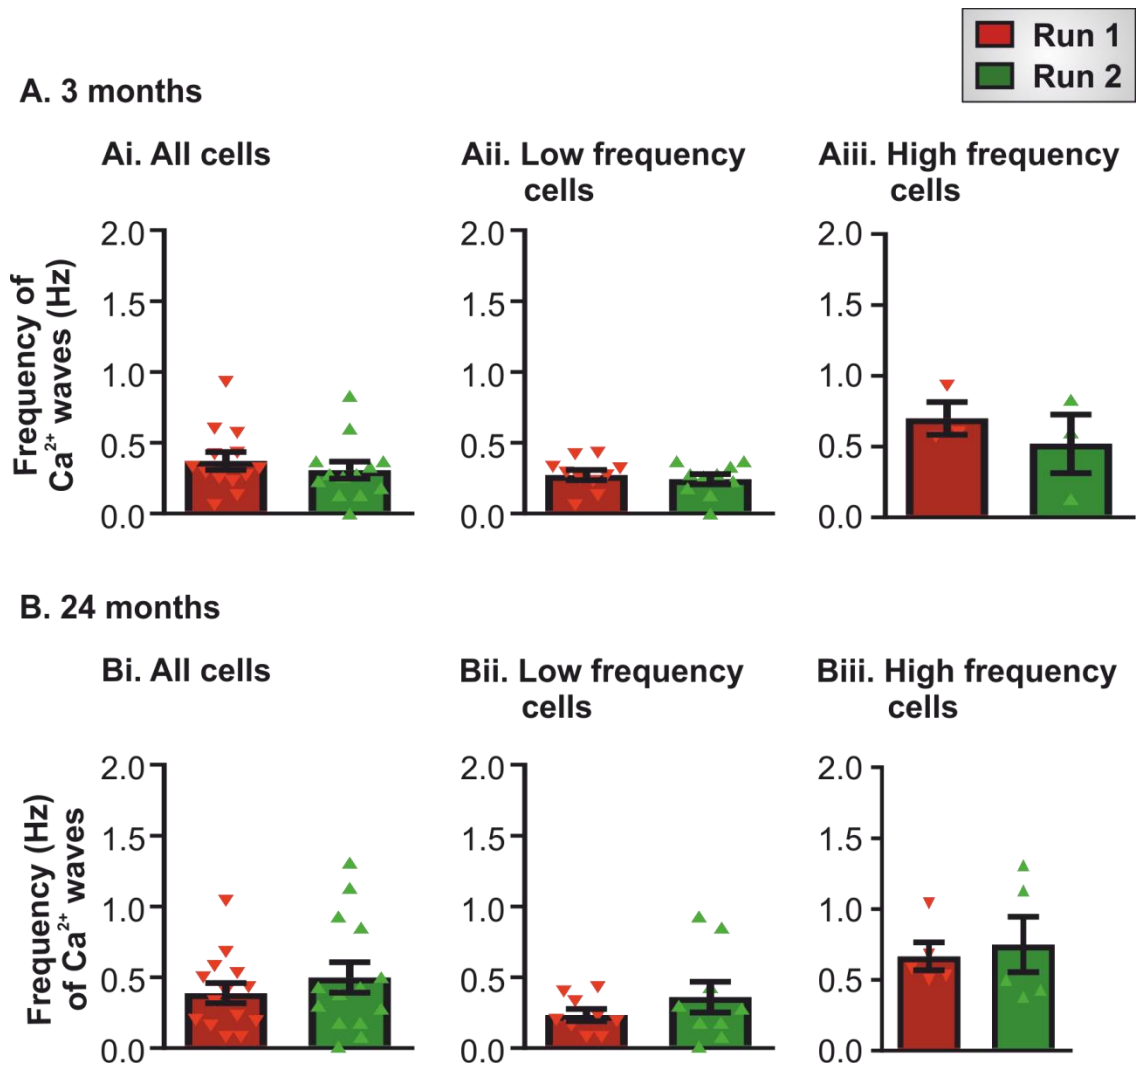 Run 1
Run 2
A. 3 months
Ai. All cells
Aii. Low frequency
cells
Aiii. High frequency
cells
Frequency of
Ca²⁺ waves (Hz)
2.0
1.5
1.0
0.5
0.0
2.0
1.5
1.0
0.5
0.0
2.0
1.5
1.0
0.5
0.0
B. 24 months
Bi. All cells
Bii. Low frequency
cells
Biii. High frequency
cells
Frequency (Hz)
of Ca²⁺ waves
2.0
1.5
1.0
0.5
0.0
2.0
1.5
1.0
0.5
0.0
2.0
1.5
1.0
0.5
0.0